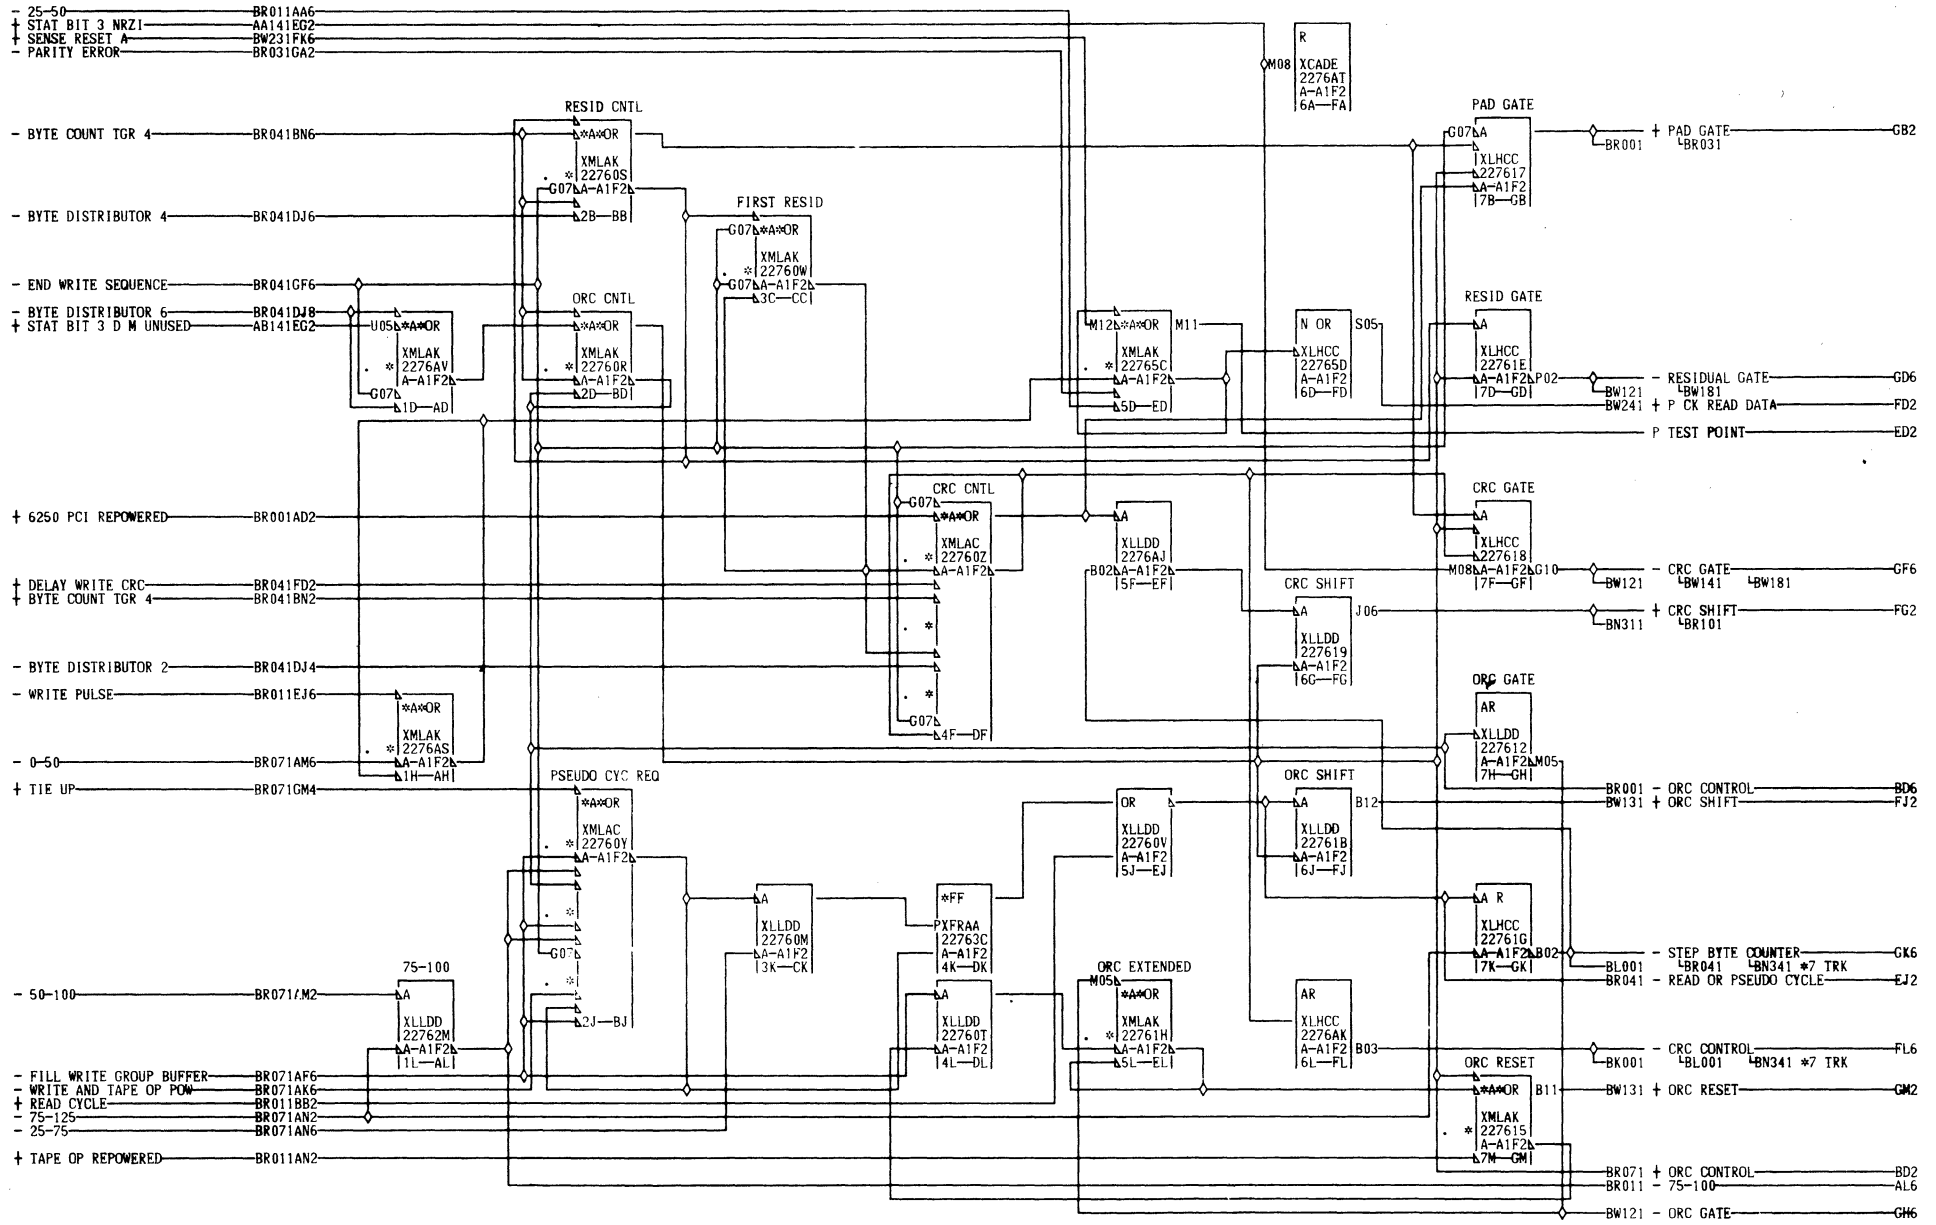 - 25-50 BR011AA6
+ STAT BIT 3 NRZI AA141EG2
+ SENSE RESET A BW231FK6
- PARITY ERROR BR031GA2
R
M08 XCADE
2276AT
A-A1F2
6A FA
RESID CNTL
- BYTE COUNT TGR 4 BR041BN6
*A*OR
XMLAK
* 22760S
G07 A-A1F2
2B BB
PAD GATE
G07 A
XLHCC
227617
A-A1F2
7B GB
+ PAD GATE GB2
BR001 BR031
- BYTE DISTRIBUTOR 4 BR041DJ6
FIRST RESID
G07 *A*OR
XMLAK
* 22760W
G07 A-A1F2
3C CC
- END WRITE SEQUENCE BR041GF6
- BYTE DISTRIBUTOR 6 BR041DJ8
+ STAT BIT 3 D M UNUSED AB141EG2
U05 *A*OR
XMLAK
* 2276AV
A-A1F2
G07
1D AD
ORC CNTL
*A*OR
XMLAK
* 22760R
A-A1F2
2D BD
M12 *A*OR M11
XMLAK
* 22765C
A-A1F2
5D ED
N OR S05
XLHCC
22765D
A-A1F2
6D FD
RESID GATE
A
XLHCC
22761E
A-A1F2 P02
7D GD
- RESIDUAL GATE GD6
BW121 BW181
BW241 + P CK READ DATA FD2
P TEST POINT ED2
CRC CNTL
G07
+ 6250 PCI REPOWERED BR001AD2
*A*OR
XMLAC
* 22760Z
A-A1F2
*
*
G07
4F DF
A
XLLDD
2276AJ
B02 A-A1F2
5F EF
CRC GATE
A
XLHCC
227618
M08 A-A1F2 G10
7F GF
- CRC GATE GF6
BW121 BW141 BW181
+ DELAY WRITE CRC BR041FD2
+ BYTE COUNT TGR 4 BR041BN2
CRC SHIFT
A J06
XLLDD
227619
A-A1F2
6G FG
+ CRC SHIFT FG2
BN311 BR101
- BYTE DISTRIBUTOR 2 BR041DJ4
- WRITE PULSE BR011EJ6
*A*OR
XMLAK
* 2276AS
- 0-50 BR071AM6
A-A1F2
1H AH
ORC GATE
AR
XLLDD
227612
A-A1F2 M05
7H GH
+ TIE UP BR071GM4
PSEUDO CYC REQ
*A*OR
XMLAC
* 22760Y
A-A1F2
*
G07
*
2J BJ
OR
XLLDD
22760V
A-A1F2
5J EJ
ORC SHIFT
A B12
XLLDD
22761B
A-A1F2
6J FJ
BR001 - ORC CONTROL BD6
BW131 + ORC SHIFT FJ2
A
XLLDD
22760M
A-A1F2
3K CK
*FF
P XFRAA
22763C
A-A1F2
4K DK
A R
XLHCC
22761G
A-A1F2 B02
7K GK
- STEP BYTE COUNTER GK6
BL001 BR041 BN341 *7 TRK
BR041 - READ OR PSEUDO CYCLE EJ2
75-100
- 50-100 BR071AM2
A
XLLDD
22762M
A-A1F2
1L AL
A
XLLDD
22760T
A-A1F2
4L DL
ORC EXTENDED
M05
*A*OR
XMLAK
* 22761H
A-A1F2
5L EL
AR
XLHCC
2276AK
A-A1F2 B03
6L FL
- CRC CONTROL FL6
BK001 BL001 BN341 *7 TRK
- FILL WRITE GROUP BUFFER BR071AF6
- WRITE AND TAPE OP POW BR071AK6
+ READ CYCLE BR011BB2
- 75-125 BR071AN2
- 25-75 BR071AN6
+ TAPE OP REPOWERED BR011AN2
ORC RESET
*A*OR B11
XMLAK
* 227615
A-A1F2
7M GM
BW131 + ORC RESET GM2
BR071 + ORC CONTROL BD2
BR011 - 75-100 AL6
BW121 - ORC GATE GH6